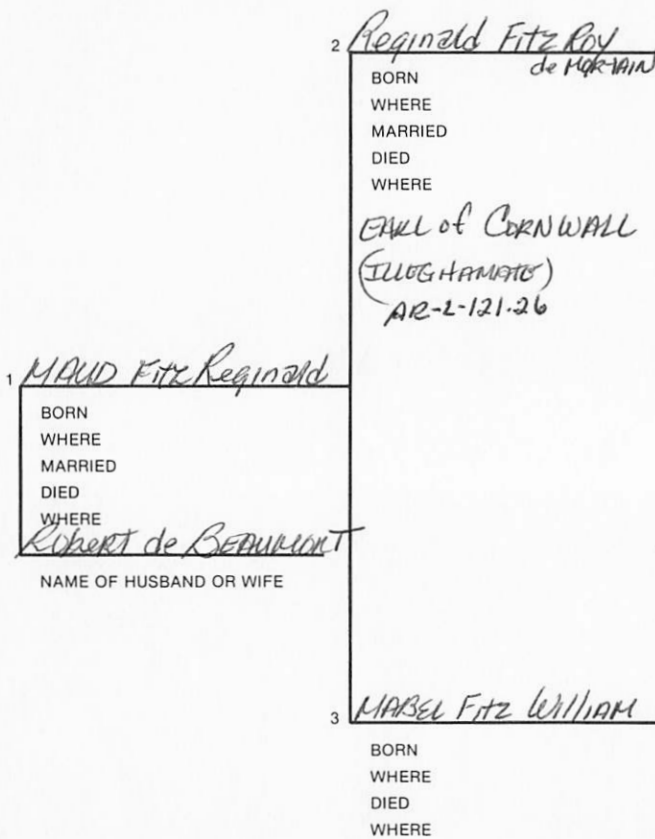 2 Reginald Fitz Roy
de MORTAIN
BORN
WHERE
MARRIED
DIED
WHERE
EARL of CORNWALL
(ILLEGHAMATE)
AR-2-121-26
1 MAUD Fitz Reginald
BORN
WHERE
MARRIED
DIED
WHERE
Robert de BEAUMONT
NAME OF HUSBAND OR WIFE
3 MABEL Fitz William
BORN
WHERE
DIED
WHERE